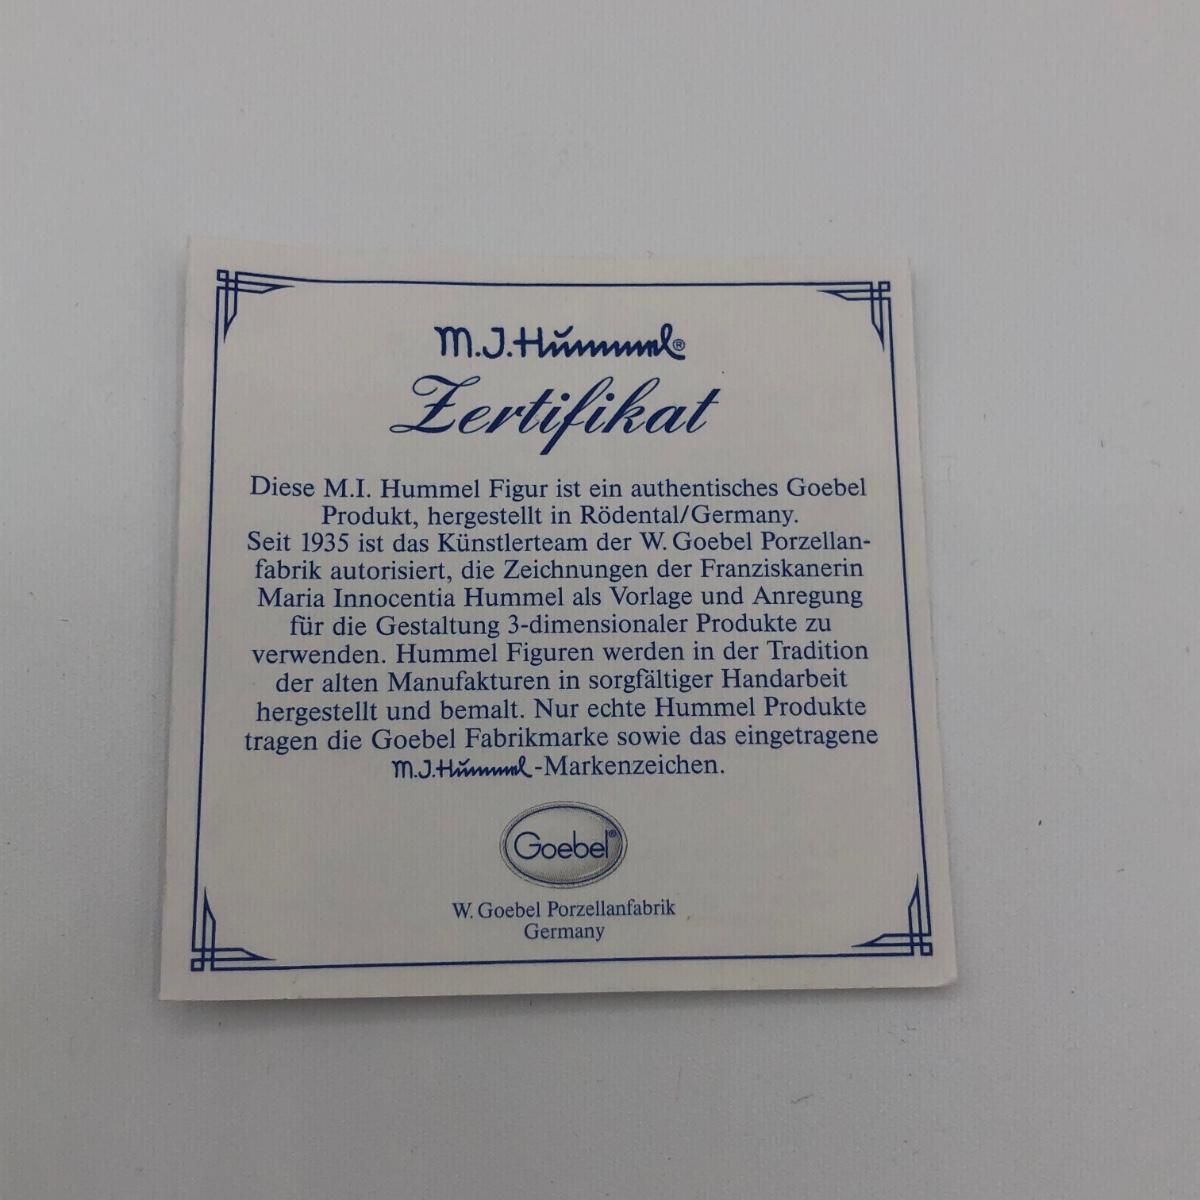 M.J.Hummel®
Zertifikat
Diese M.I. Hummel Figur ist ein authentisches Goebel
Produkt, hergestellt in Rödental/Germany.
Seit 1935 ist das Künstlerteam der W. Goebel Porzellan-
fabrik autorisiert, die Zeichnungen der Franziskanerin
Maria Innocentia Hummel als Vorlage und Anregung
für die Gestaltung 3-dimensionaler Produkte zu
verwenden. Hummel Figuren werden in der Tradition
der alten Manufakturen in sorgfältiger Handarbeit
hergestellt und bemalt. Nur echte Hummel Produkte
tragen die Goebel Fabrikmarke sowie das eingetragene
M.J.Hummel-Markenzeichen.
Goebel®
W. Goebel Porzellanfabrik
Germany